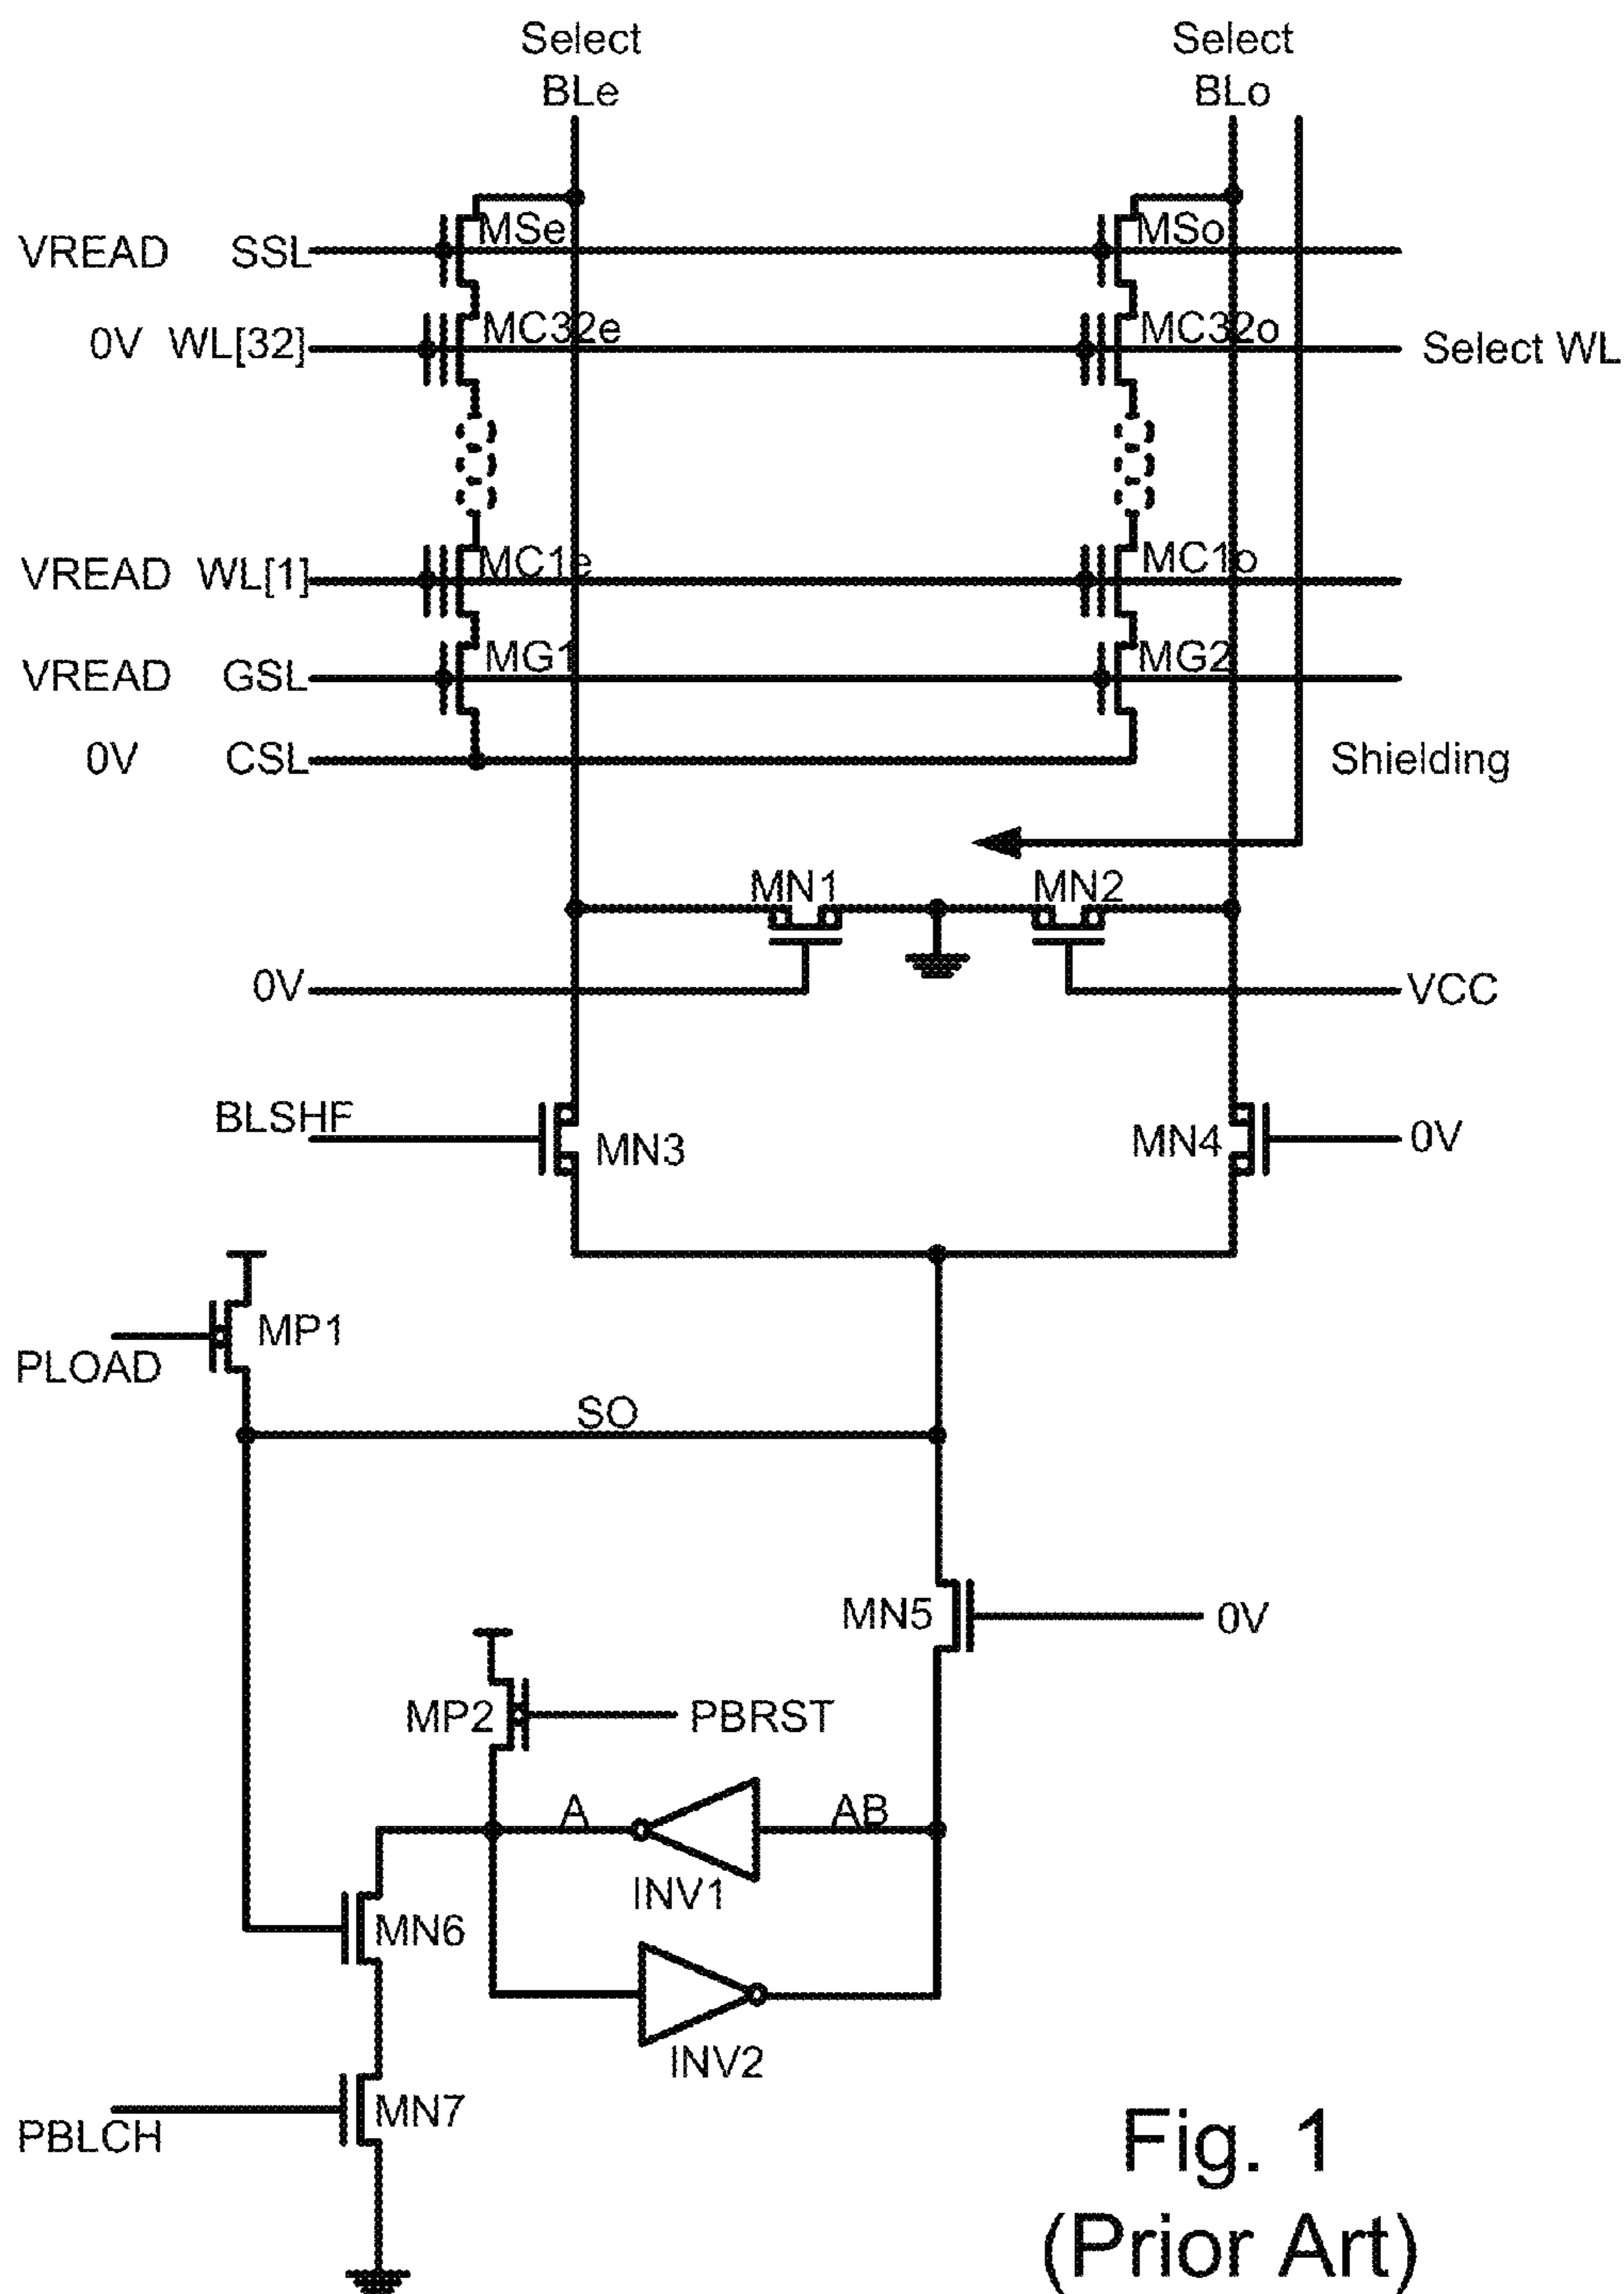 Select
BLe
Select
BLo
VREAD SSL MSe MSo
0V WL[32] MC32e MC32o Select WL
VREAD WL[1] MC1e MC1o
VREAD GSL MG1 MG2
0V CSL Shielding
MN1 MN2
0V VCC
BLSHF MN3 MN4 0V
MP1
PLOAD
SO
MN5 0V
MP2 PBRST
A AB
INV1
MN6
INV2
MN7
PBLCH
Fig. 1
(Prior Art)